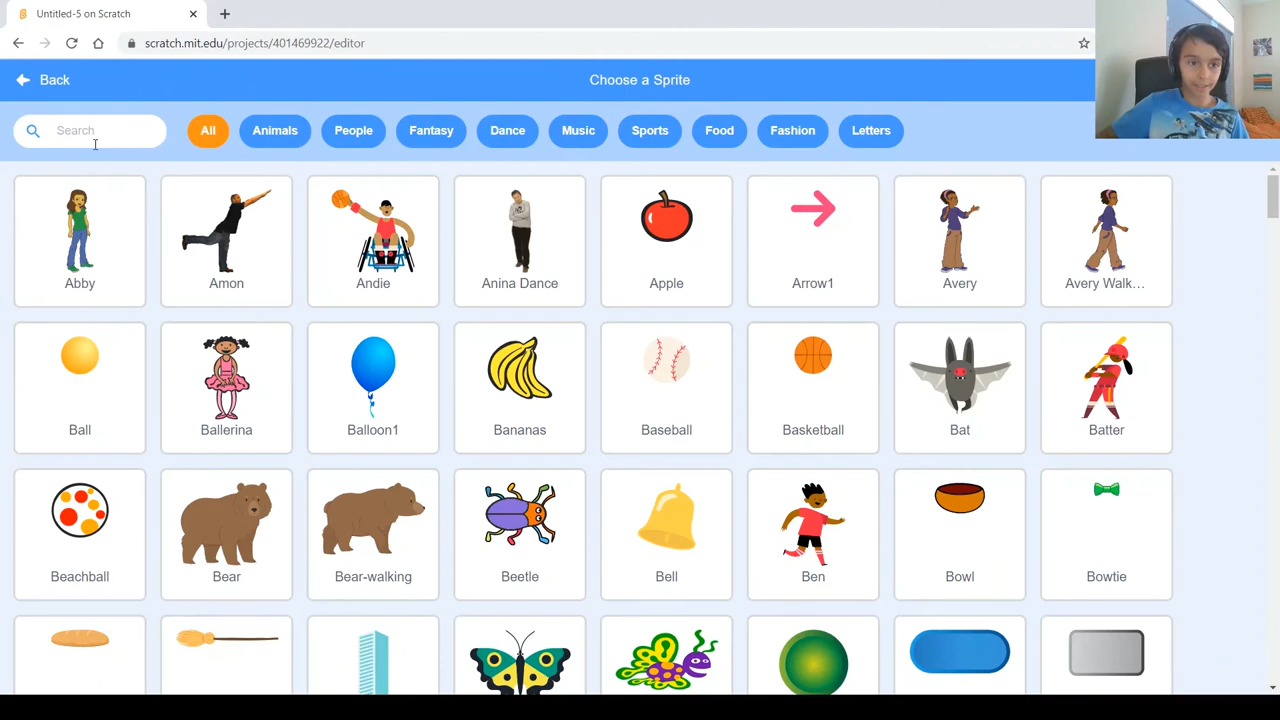 Untitled-5 on Scratch
scratch.mit.edu/projects/401469922/editor
Back
Choose a Sprite
Search
All
Animals
People
Fantasy
Dance
Music
Sports
Food
Fashion
Letters
Abby
Amon
Andie
Anina Dance
Apple
Arrow1
Avery
Avery Walk…
Ball
Ballerina
Balloon1
Bananas
Baseball
Basketball
Bat
Batter
Beachball
Bear
Bear-walking
Beetle
Bell
Ben
Bowl
Bowtie